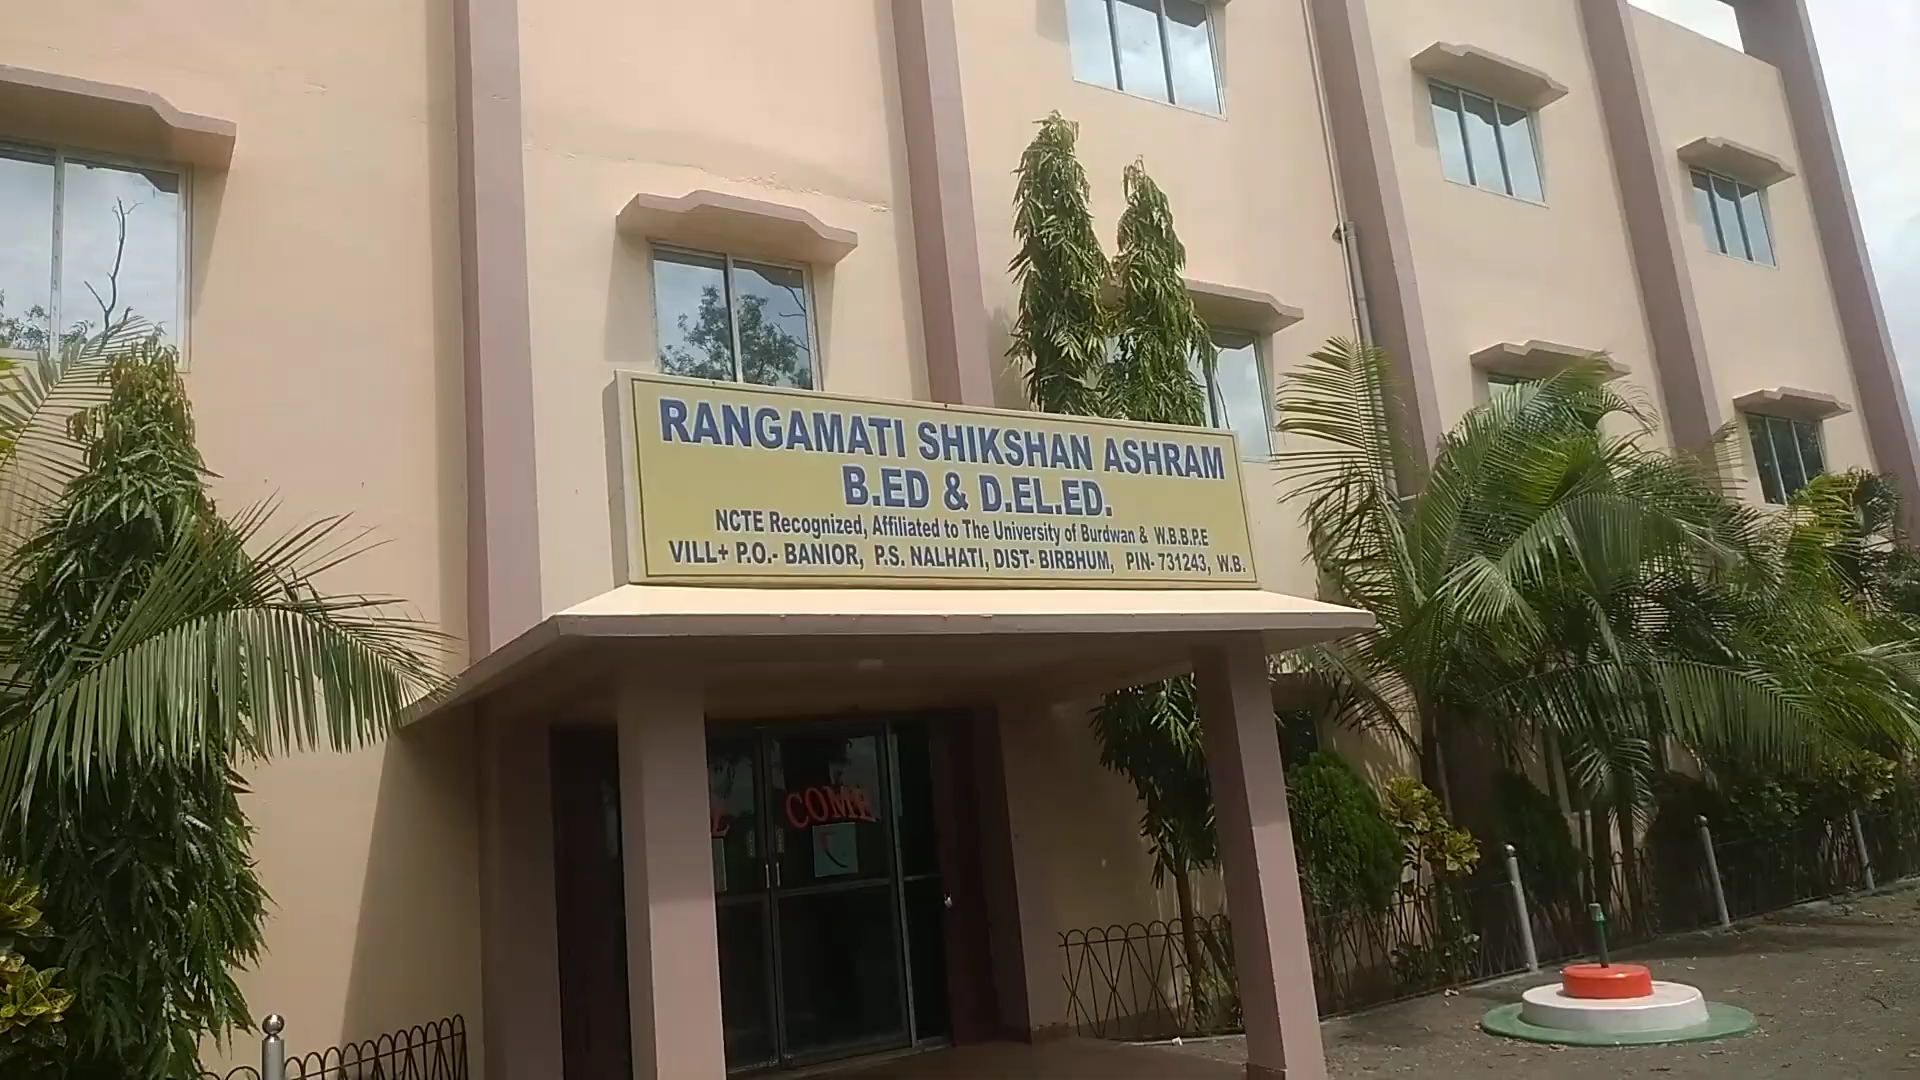 RANGAMATI SHIKSHAN ASHRAM
B.ED & D.EL.ED.
NCTE Recognized, Affiliated to The University of Burdwan & W.B.B.P.E
VILL+ P.O.- BANIOR, P.S. NALHATI, DIST- BIRBHUM, PIN- 731243, W.B.
COME